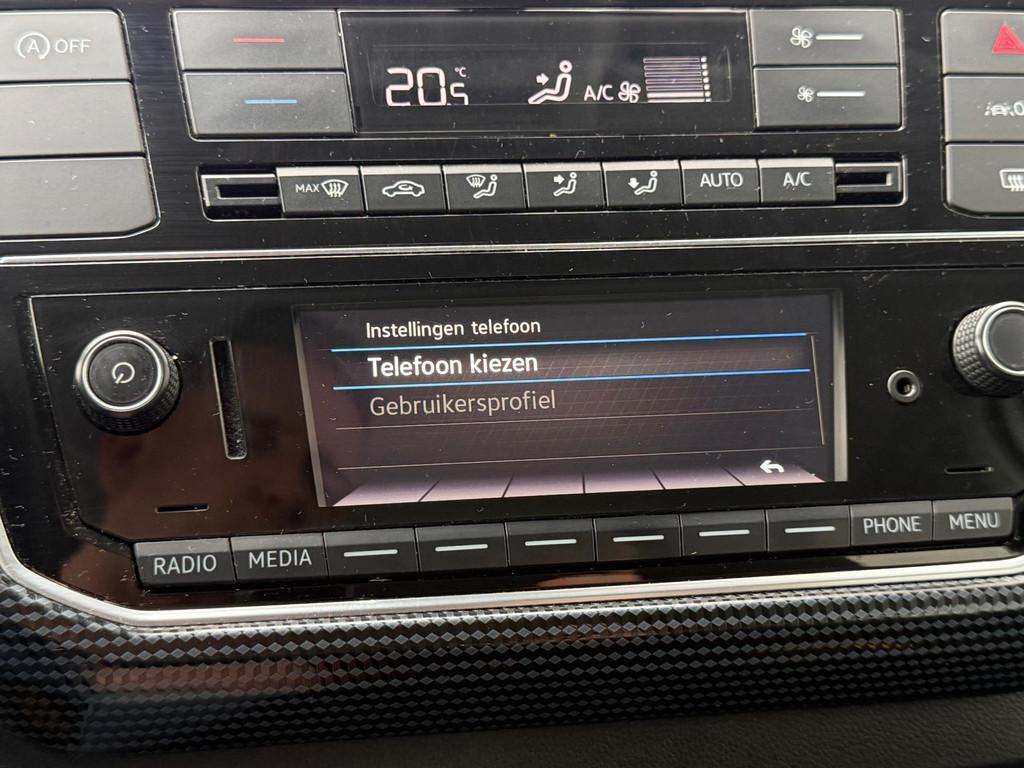 A OFF
20.5 °C
A/C
MAX
AUTO
A/C
Instellingen telefoon
Telefoon kiezen
Gebruikersprofiel
RADIO
MEDIA
PHONE
MENU